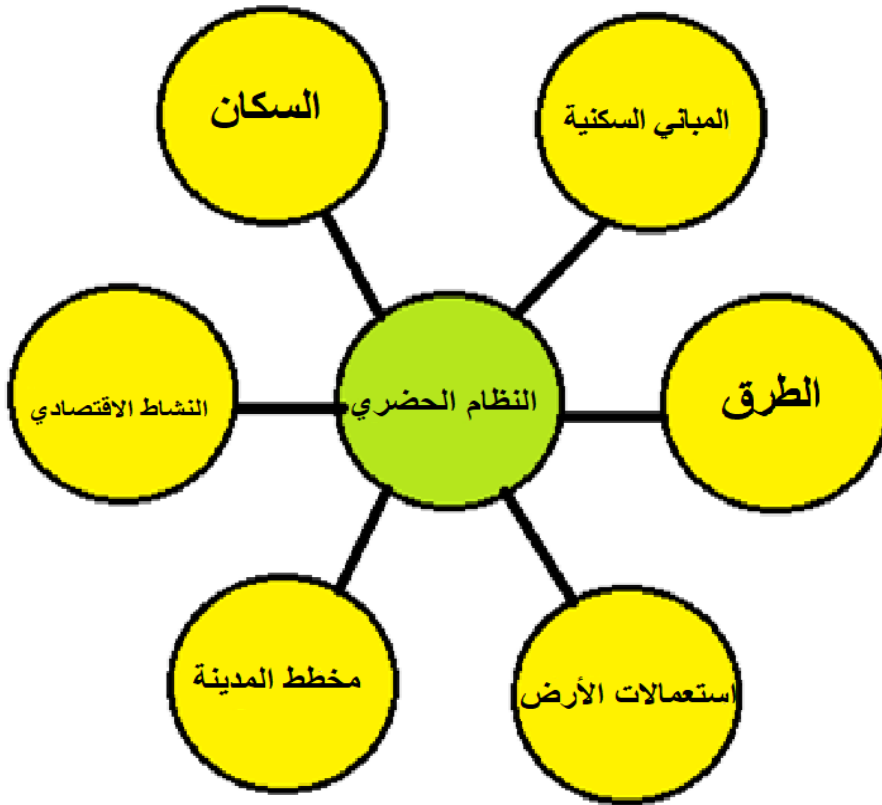 السكان
المباني السكنية
النظام الحضري
الطرق
النشاط الاقتصادي
مخطط المدينة
استعمالات الأرض